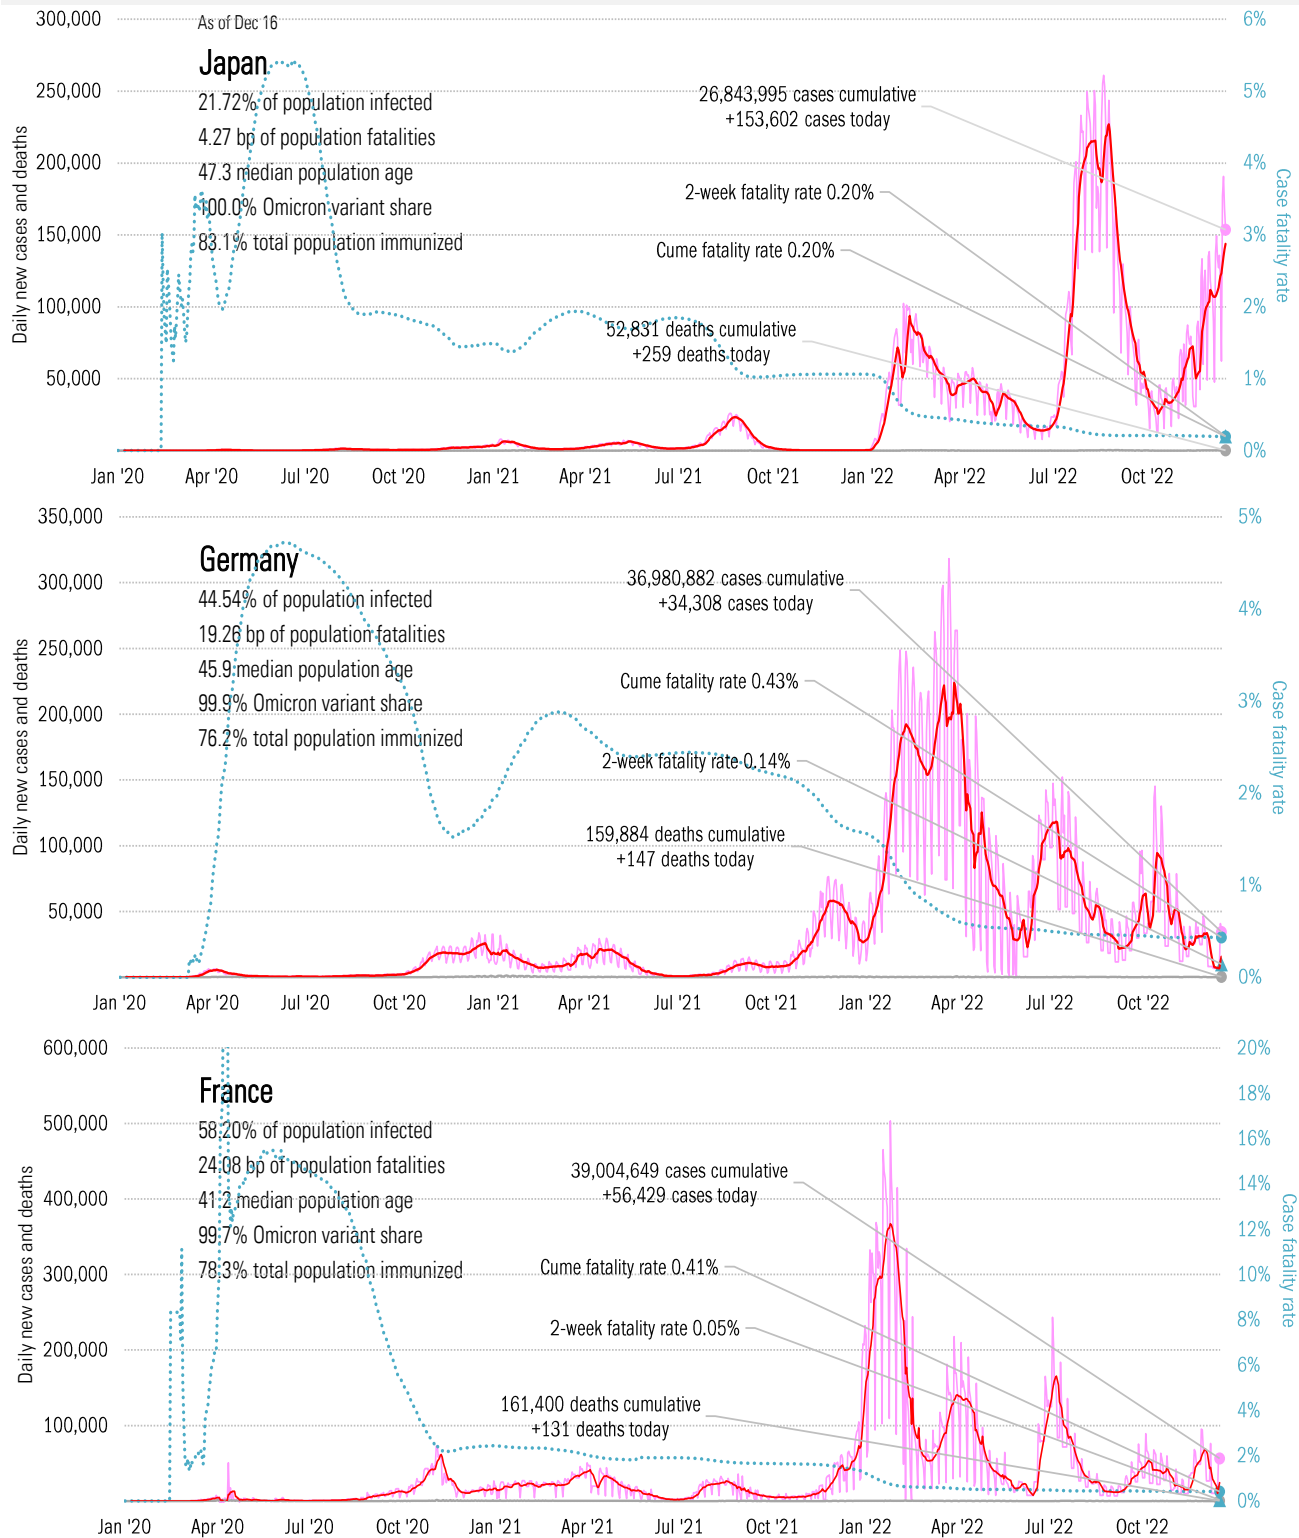 300,000
As of Dec 16
6%
Japan
250,000
21.72% of population infected
26,843,995 cases cumulative
5%
+153,602 cases today
4.27 bp of population fatalities
200,000
4%
47.3 median population age
2-week fatality rate 0.20%
100.0% Omicron variant share
150,000
83.1% total population immunized
3%
Cume fatality rate 0.20%
100,000
2%
52,831 deaths cumulative
+259 deaths today
50,000
1%
0%
Daily new cases and deaths
Case fatality rate
Jan '20 Apr '20 Jul '20 Oct '20 Jan '21 Apr '21 Jul '21 Oct '21 Jan '22 Apr '22 Jul '22 Oct '22
350,000
5%
Germany
300,000
44.54% of population infected
36,980,882 cases cumulative
+34,308 cases today
4%
19.26 bp of population fatalities
250,000
45.9 median population age
Cume fatality rate 0.43%
99.9% Omicron variant share
3%
200,000
76.2% total population immunized
2-week fatality rate 0.14%
150,000
2%
159,884 deaths cumulative
+147 deaths today
100,000
1%
50,000
0%
Daily new cases and deaths
Case fatality rate
Jan '20 Apr '20 Jul '20 Oct '20 Jan '21 Apr '21 Jul '21 Oct '21 Jan '22 Apr '22 Jul '22 Oct '22
600,000
20%
France
18%
500,000
58.20% of population infected
16%
24.08 bp of population fatalities
39,004,649 cases cumulative
+56,429 cases today
14%
400,000
41.2 median population age
99.7% Omicron variant share
12%
300,000
78.3% total population immunized
Cume fatality rate 0.41%
10%
2-week fatality rate 0.05%
8%
200,000
6%
161,400 deaths cumulative
+131 deaths today
4%
100,000
2%
0%
Daily new cases and deaths
Case fatality rate
Jan '20 Apr '20 Jul '20 Oct '20 Jan '21 Apr '21 Jul '21 Oct '21 Jan '22 Apr '22 Jul '22 Oct '22